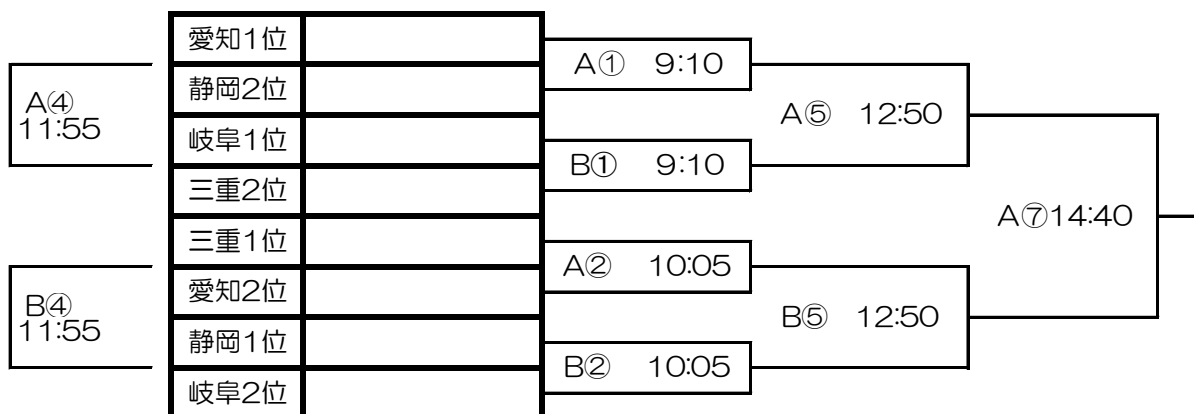 愛知1位
静岡2位
岐阜1位
三重2位
三重1位
愛知2位
静岡1位
岐阜2位
A④
11:55
B④
11:55
A① 9:10
B① 9:10
A② 10:05
B② 10:05
A⑤ 12:50
B⑤ 12:50
A⑦14:40